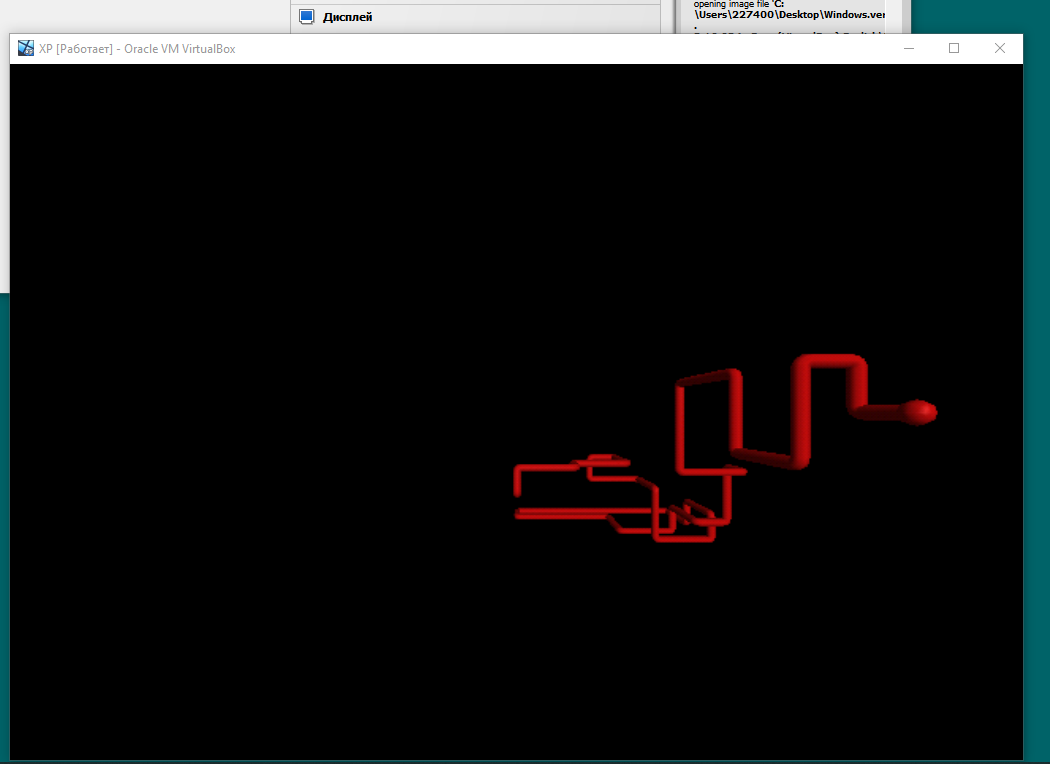 opening image file 'C:
Дисплей
\Users\227400\Desktop\Windows.ver
XP [Работает] - Oracle VM VirtualBox